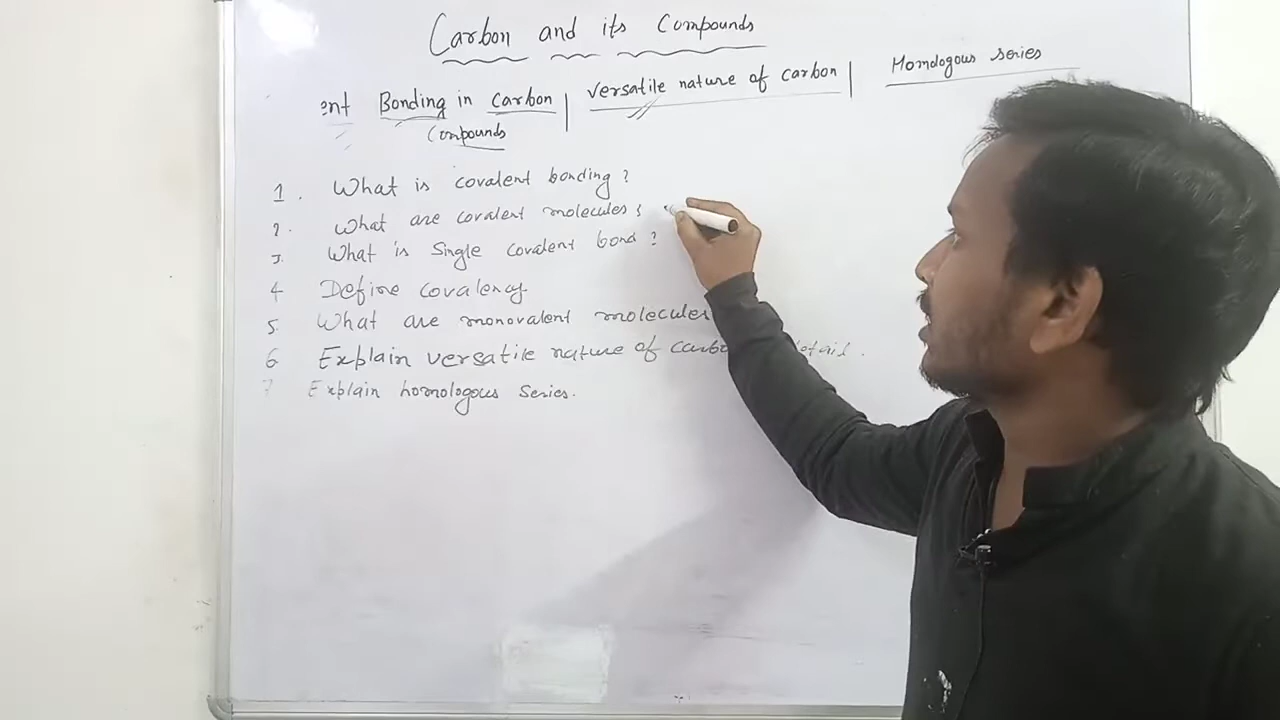 Carbon and its Compounds
ent Bonding in Carbon | versatile nature of carbon | Homologous series
Compounds
1. What is covalent bonding?
2. What are covalent molecules
3. What is Single covalent bond?
4 Define covalency
5. What are monovalent molecules
6 Explain versatile nature of carbo detail.
7 Explain homologous series.